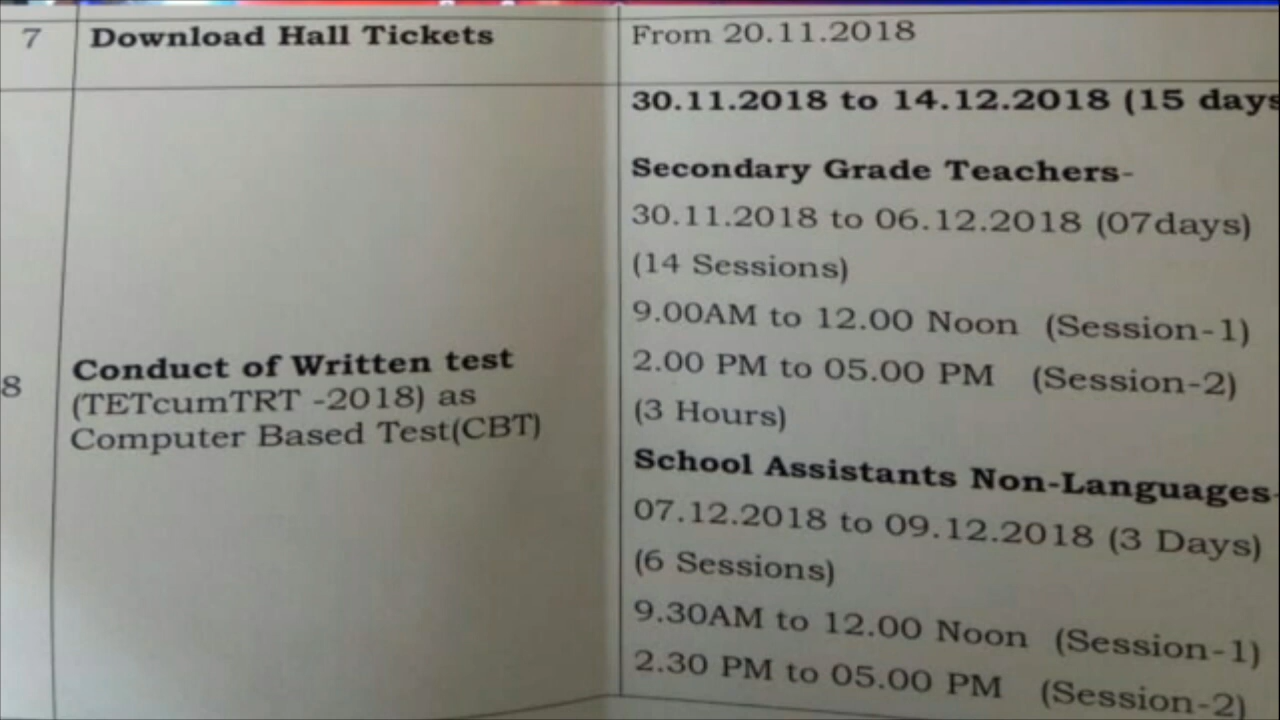 7 Download Hall Tickets From 20.11.2018
30.11.2018 to 14.12.2018 (15 days
Secondary Grade Teachers-
30.11.2018 to 06.12.2018 (07days)
(14 Sessions)
9.00AM to 12.00 Noon (Session-1)
2.00 PM to 05.00 PM (Session-2)
(3 Hours)
8 Conduct of Written test
(TETcumTRT -2018) as
Computer Based Test(CBT)
School Assistants Non-Languages-
07.12.2018 to 09.12.2018 (3 Days)
(6 Sessions)
9.30AM to 12.00 Noon (Session-1)
2.30 PM to 05.00 PM (Session-2)